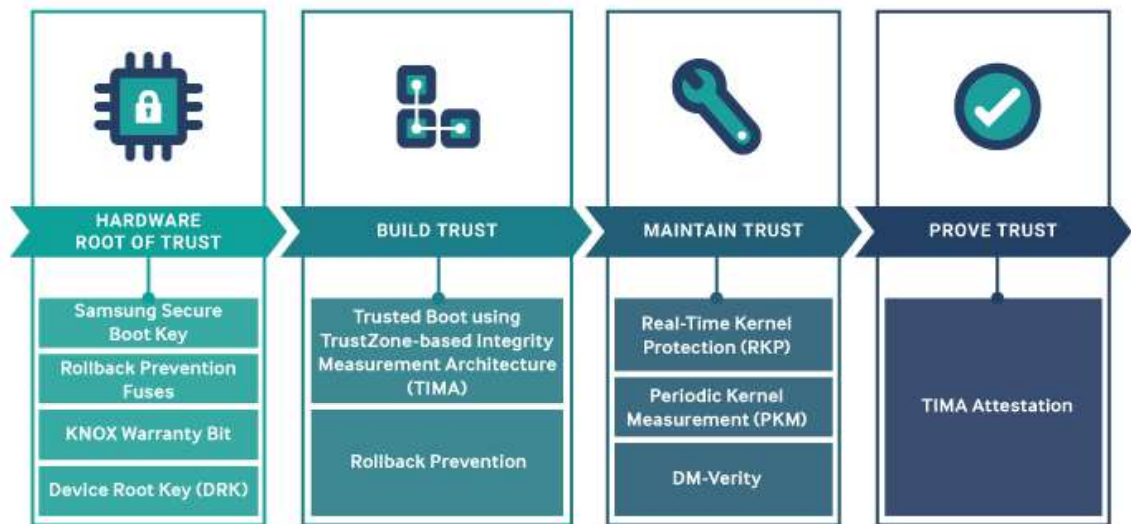 HARDWARE
ROOT OF TRUST
Samsung Secure
Boot Key
Rollback Prevention
Fuses
KNOX Warranty Bit
Device Root Key (DRK)
BUILD TRUST
Trusted Boot using
TrustZone-based Integrity
Measurement Architecture
(TIMA)
Rollback Prevention
MAINTAIN TRUST
Real-Time Kernel
Protection (RKP)
Periodic Kernel
Measurement (PKM)
DM-Verity
PROVE TRUST
TIMA Attestation